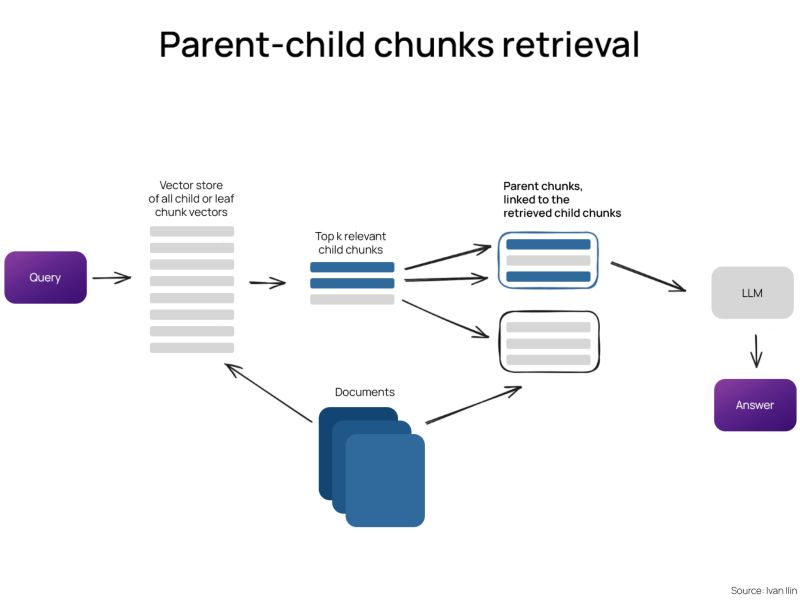 Parent-child chunks retrieval
Vector store
of all child or leaf
chunk vectors
Parent chunks,
linked to the
retrieved child chunks
Top k relevant
child chunks
Query
LLM
Documents
Answer
Source: Ivan Ilin